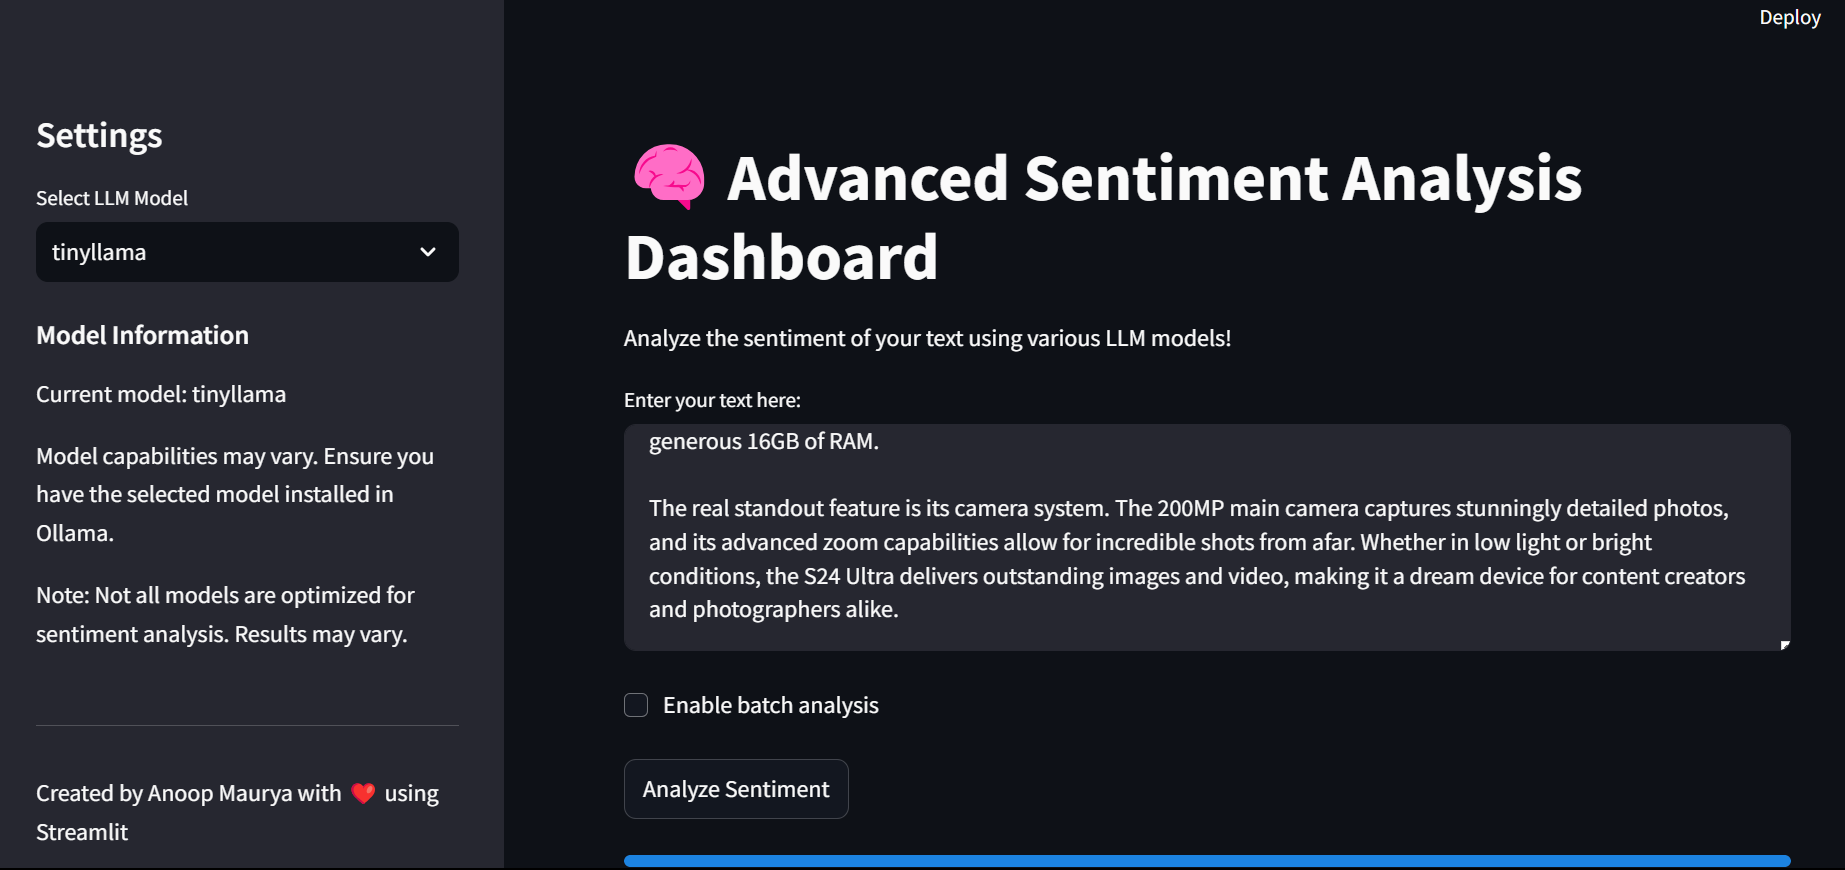 Deploy
Settings
Select LLM Model
tinyllama
Model Information
Current model: tinyllama
Model capabilities may vary. Ensure you
have the selected model installed in
Ollama.
Note: Not all models are optimized for
sentiment analysis. Results may vary.
Created by Anoop Maurya with ❤️ using
Streamlit
🧠 Advanced Sentiment Analysis
Dashboard
Analyze the sentiment of your text using various LLM models!
Enter your text here:
generous 16GB of RAM.
The real standout feature is its camera system. The 200MP main camera captures stunningly detailed photos,
and its advanced zoom capabilities allow for incredible shots from afar. Whether in low light or bright
conditions, the S24 Ultra delivers outstanding images and video, making it a dream device for content creators
and photographers alike.
Enable batch analysis
Analyze Sentiment